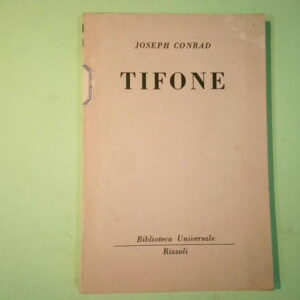 JOSEPH CONRAD
TIFONE
Biblioteca Universale
Rizzoli